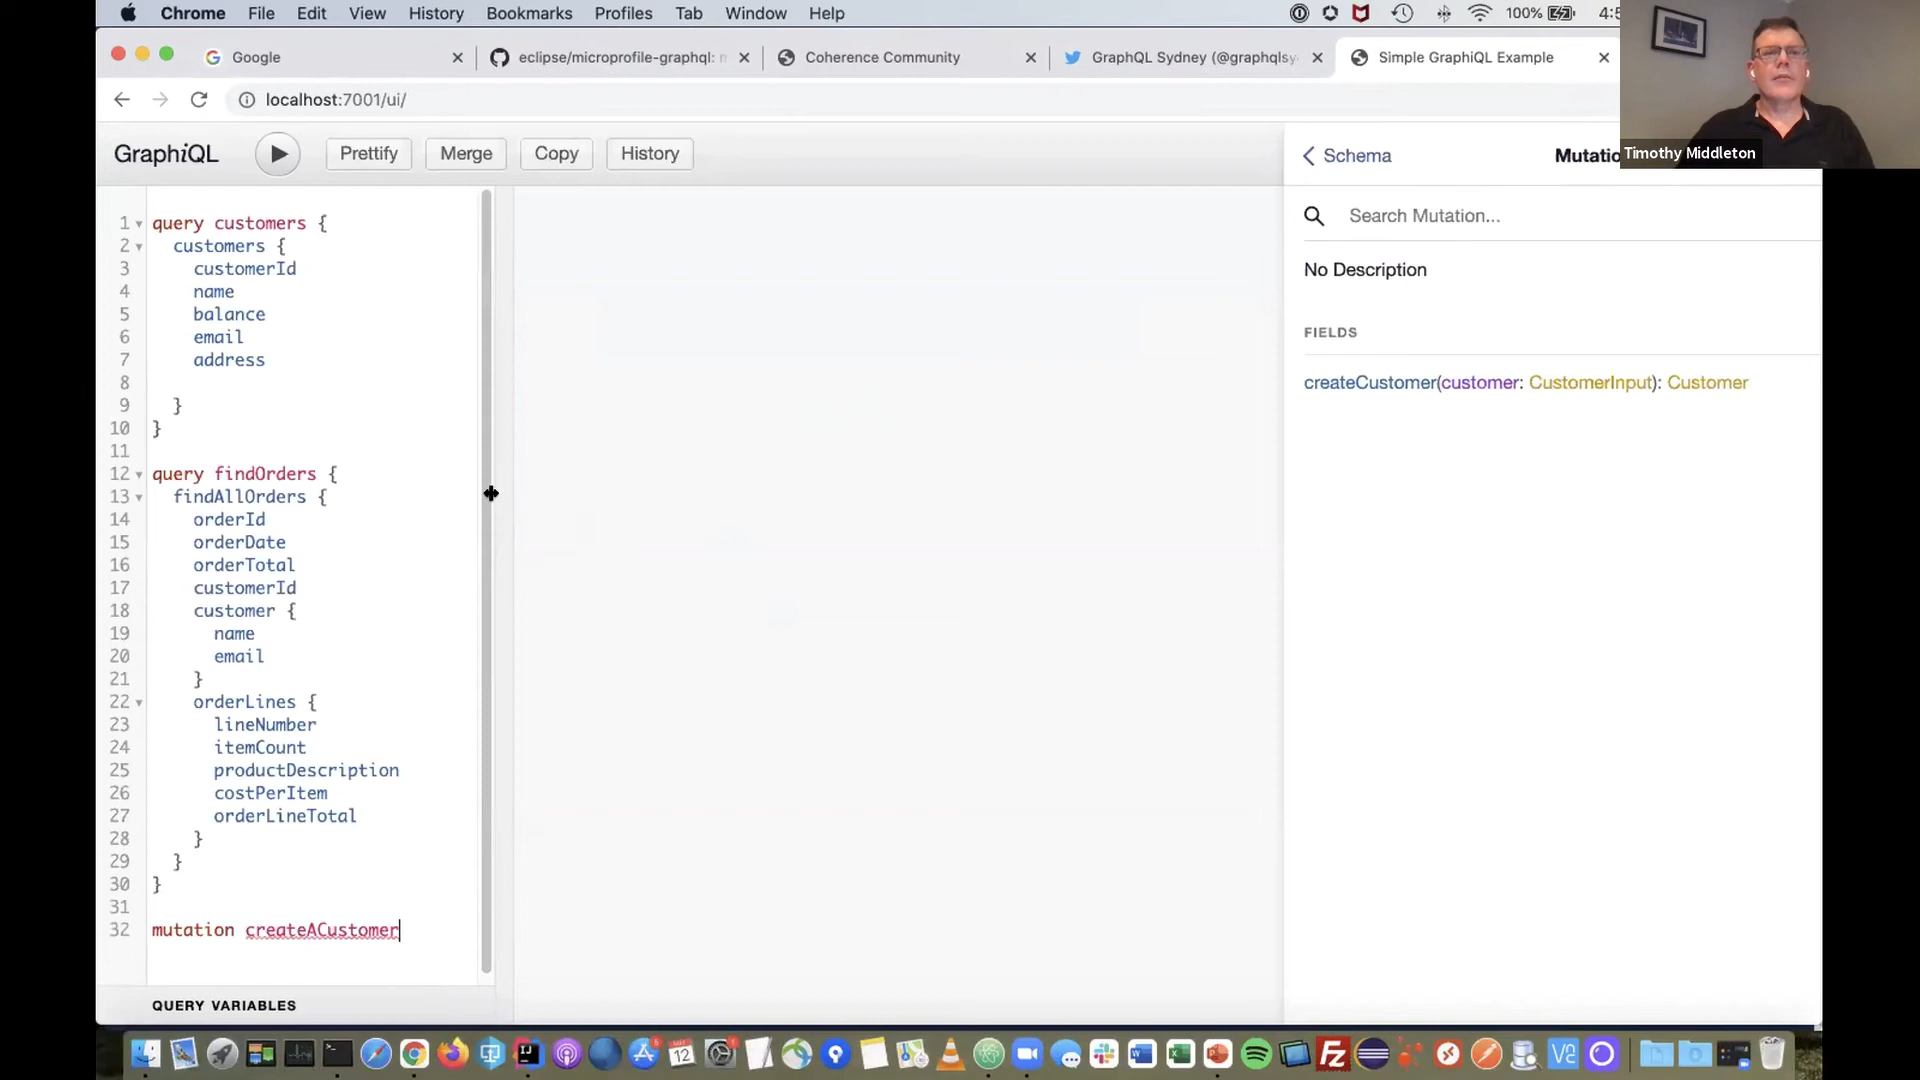 Chrome File Edit View History Bookmarks Profiles Tab Window Help 100% 4:5
Google eclipse/microprofile-graphql: m Coherence Community GraphQL Sydney (@graphqlsy Simple GraphiQL Example
localhost:7001/ui/
GraphiQL Prettify Merge Copy History
Schema Mutatio
Timothy Middleton
Search Mutation...
No Description
FIELDS
createCustomer(customer: CustomerInput): Customer
1 query customers {
2 customers {
3 customerId
4 name
5 balance
6 email
7 address
8
9 }
10 }
11
12 query findOrders {
13 findAllOrders {
14 orderId
15 orderDate
16 orderTotal
17 customerId
18 customer {
19 name
20 email
21 }
22 orderLines {
23 lineNumber
24 itemCount
25 productDescription
26 costPerItem
27 orderLineTotal
28 }
29 }
30 }
31
32 mutation createACustomer
QUERY VARIABLES
12